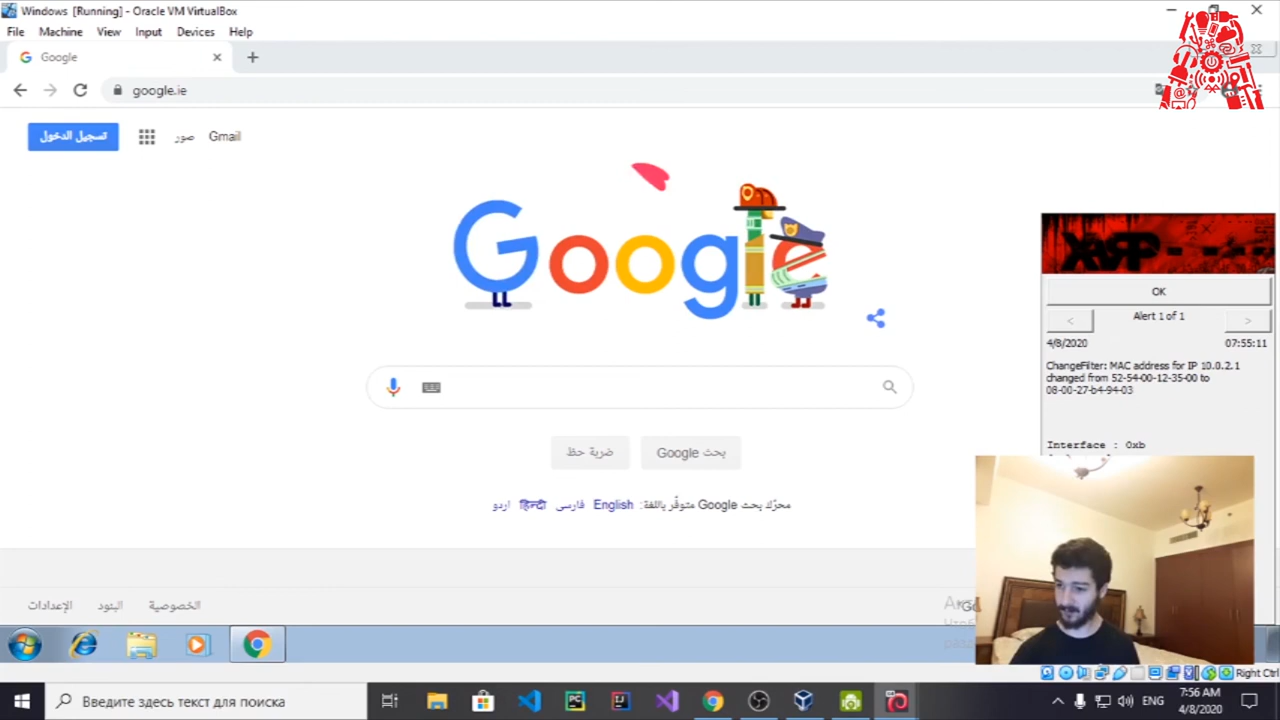 Windows [Running] - Oracle VM VirtualBox
File Machine View Input Devices Help
Google
google.ie
تسجيل الدخول صور Gmail
Google
XArp
OK
< Alert 1 of 1 >
4/8/2020 07:55:11
ChangeFilter: MAC address for IP 10.0.2.1
changed from 52-54-00-12-35-00 to
08-00-27-b4-94-03
Interface : 0xb
بحث Google ضربة حظ
محرّك بحث Google متوفّر باللغة: English فارسی हिन्दी اردو
الخصوصية البنود الإعدادات
Right Ctrl
Введите здесь текст для поиска
ENG
7:56 AM
4/8/2020